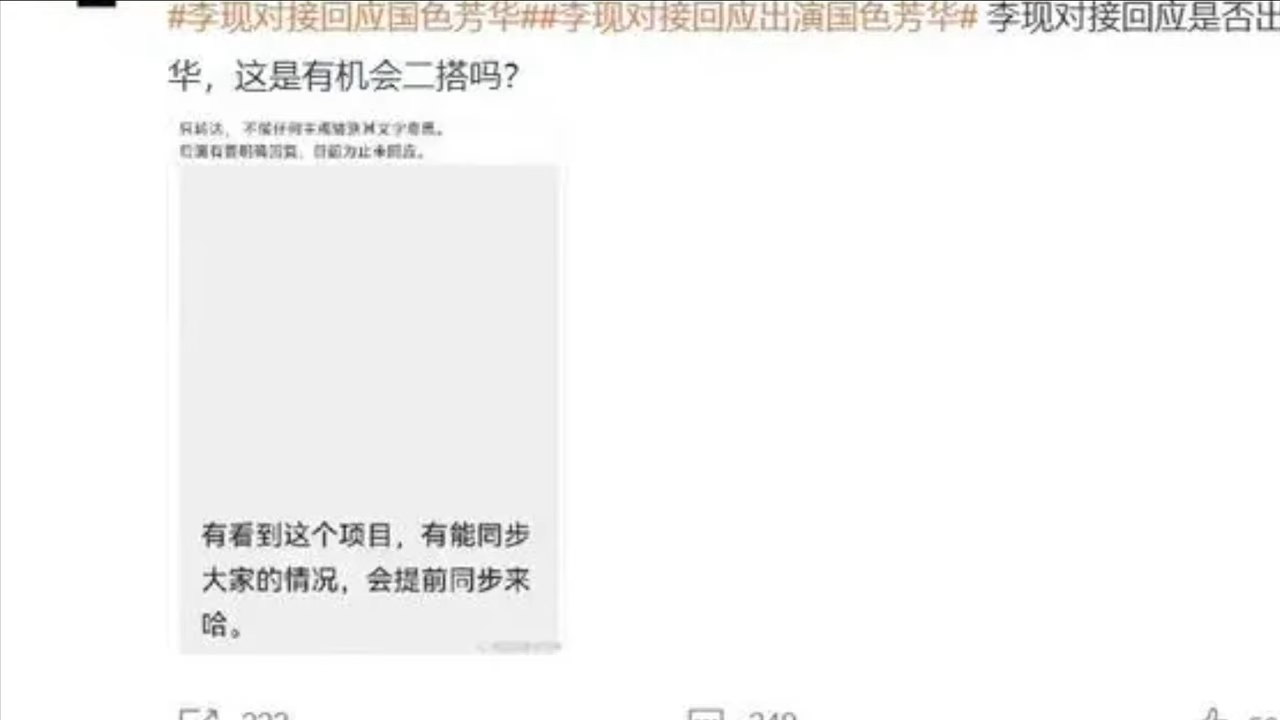 #李现对接回应国色芳华##李现对接回应出演国色芳华# 李现对接回应是否出
华，这是有机会二搭吗？
有看到这个项目，有能同步
大家的情况，会提前同步来
哈。